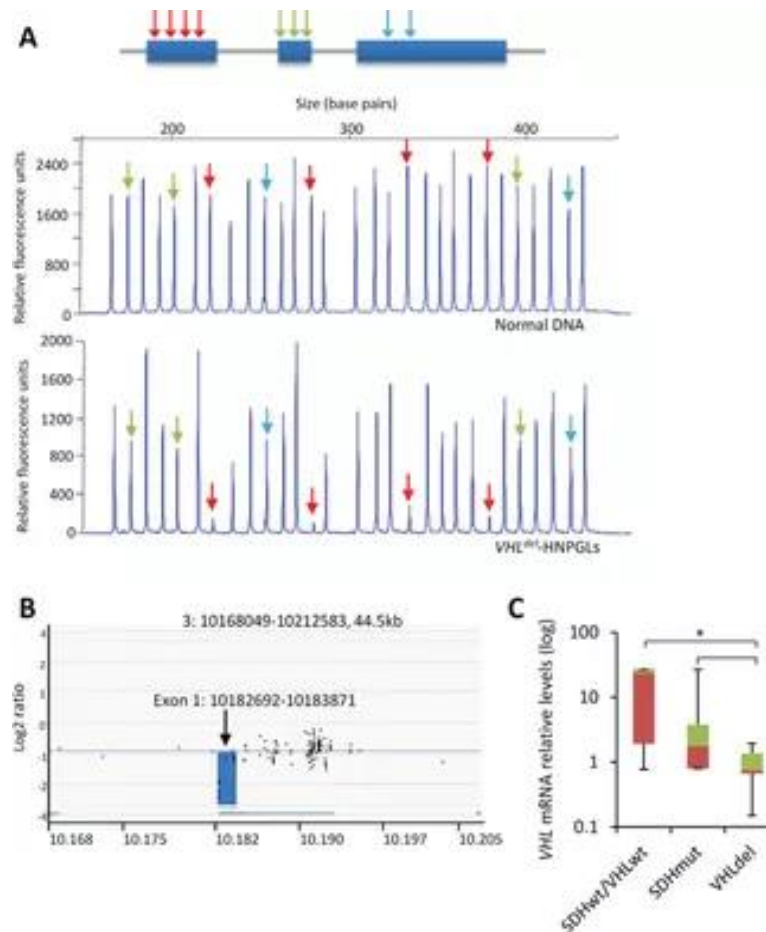 A
Size (base pairs)
200 300 400
Relative fluorescence units
2400
1600
800
0
Normal DNA
Relative fluorescence units
2000
1600
1200
800
400
0
VHLdel-HNPGLs
B
3: 10168049-10212583, 44.5kb
Exon 1: 10182692-10183871
Log2 ratio
4
2
1
0
-1
-2
10.168 10.175 10.182 10.190 10.197 10.205
C
VHL mRNA relative levels (log)
100
10
1
0.1
*
SDHwt/VHLwt
SDHmut
VHLdel